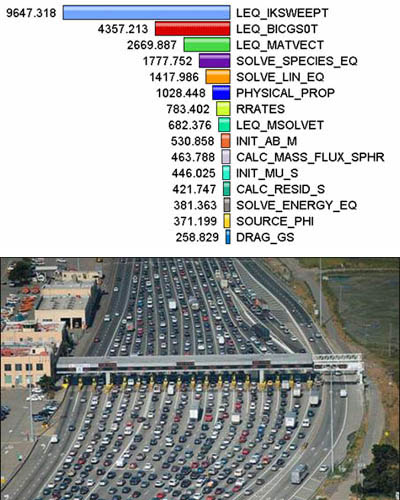 9647.318 LEQ_IKSWEEPT
4357.213 LEQ_BICGS0T
2669.887 LEQ_MATVECT
1777.752 SOLVE_SPECIES_EQ
1417.986 SOLVE_LIN_EQ
1028.448 PHYSICAL_PROP
783.402 RRATES
682.376 LEQ_MSOLVET
530.858 INIT_AB_M
463.788 CALC_MASS_FLUX_SPHR
446.025 INIT_MU_S
421.747 CALC_RESID_S
381.363 SOLVE_ENERGY_EQ
371.199 SOURCE_PHI
258.829 DRAG_GS